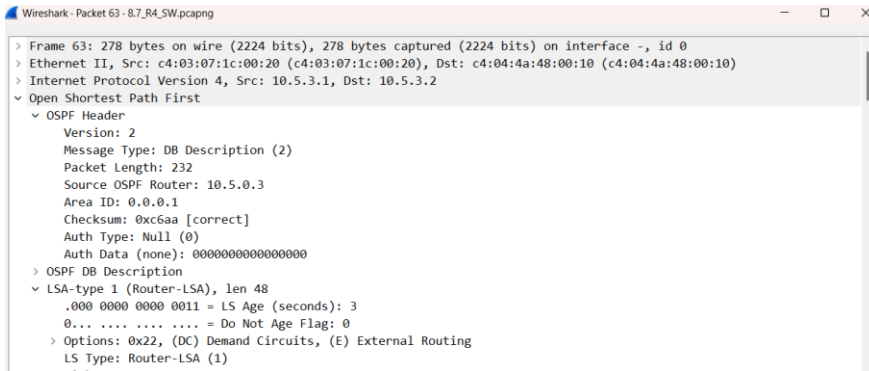 Wireshark · Packet 63 · 8.7_R4_SW.pcapng
Frame 63: 278 bytes on wire (2224 bits), 278 bytes captured (2224 bits) on interface -, id 0
Ethernet II, Src: c4:03:07:1c:00:20 (c4:03:07:1c:00:20), Dst: c4:04:4a:48:00:10 (c4:04:4a:48:00:10)
Internet Protocol Version 4, Src: 10.5.3.1, Dst: 10.5.3.2
Open Shortest Path First
OSPF Header
Version: 2
Message Type: DB Description (2)
Packet Length: 232
Source OSPF Router: 10.5.0.3
Area ID: 0.0.0.1
Checksum: 0xc6aa [correct]
Auth Type: Null (0)
Auth Data (none): 0000000000000000
OSPF DB Description
LSA-type 1 (Router-LSA), len 48
.000 0000 0000 0011 = LS Age (seconds): 3
0... .... .... .... = Do Not Age Flag: 0
Options: 0x22, (DC) Demand Circuits, (E) External Routing
LS Type: Router-LSA (1)